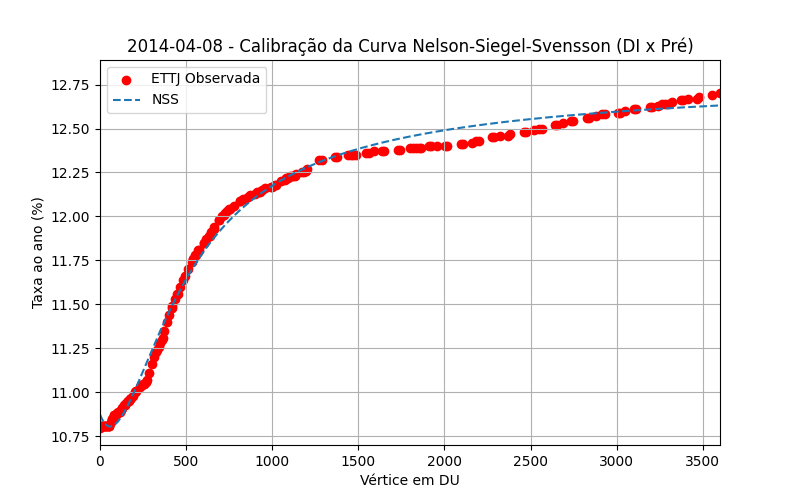 2014-04-08 - Calibração da Curva Nelson-Siegel-Svensson (DI x Pré)
ETTJ Observada
NSS
Taxa ao ano (%)
12.75
12.50
12.25
12.00
11.75
11.50
11.25
11.00
10.75
0 500 1000 1500 2000 2500 3000 3500
Vértice em DU